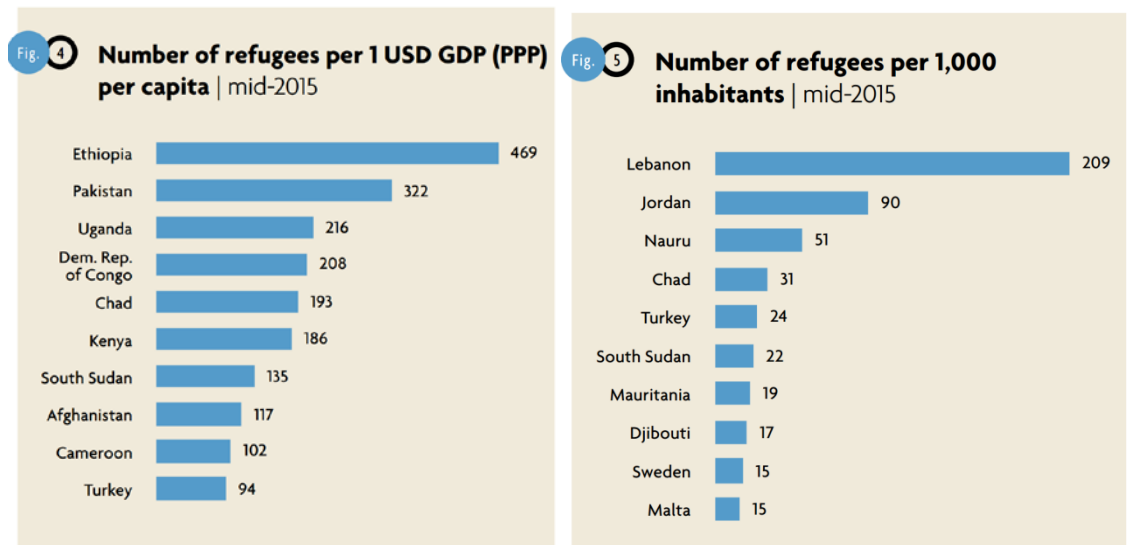 Fig. 4
Number of refugees per 1 USD GDP (PPP)
per capita | mid-2015
Ethiopia 469
Pakistan 322
Uganda 216
Dem. Rep.
of Congo 208
Chad 193
Kenya 186
South Sudan 135
Afghanistan 117
Cameroon 102
Turkey 94
Fig. 5
Number of refugees per 1,000
inhabitants | mid-2015
Lebanon 209
Jordan 90
Nauru 51
Chad 31
Turkey 24
South Sudan 22
Mauritania 19
Djibouti 17
Sweden 15
Malta 15